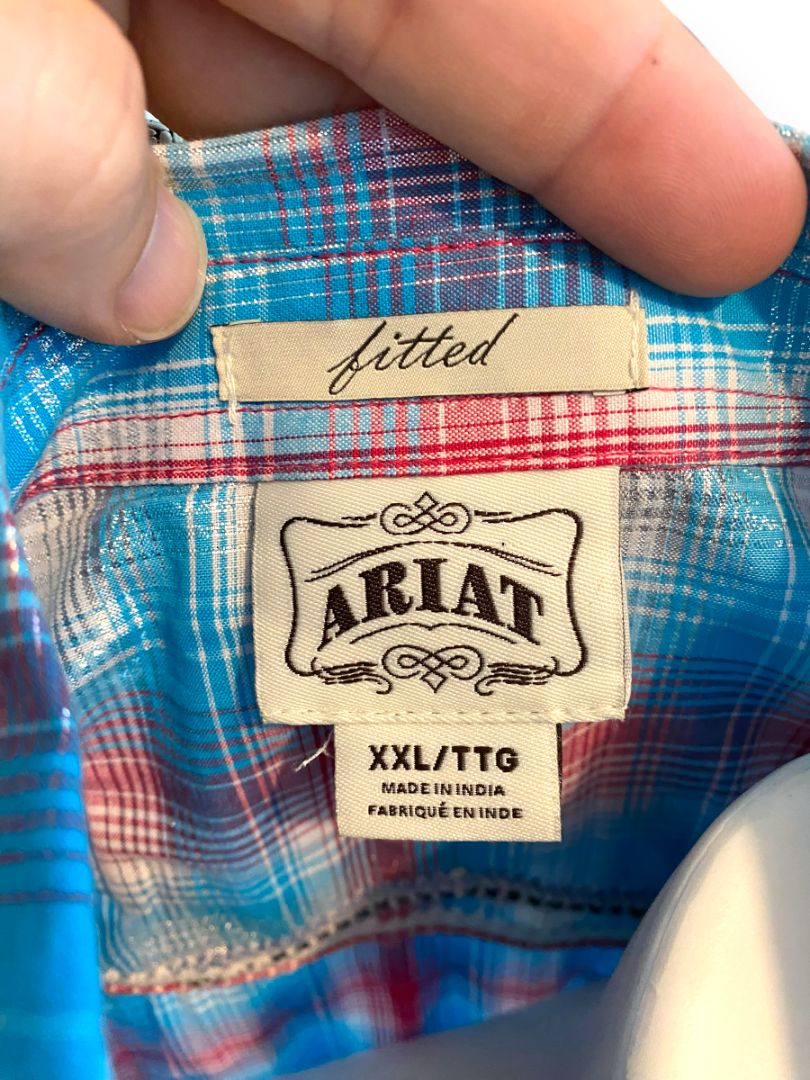 fitted
ARIAT
XXL/TTG
MADE IN INDIA
FABRIQUÉ EN INDE